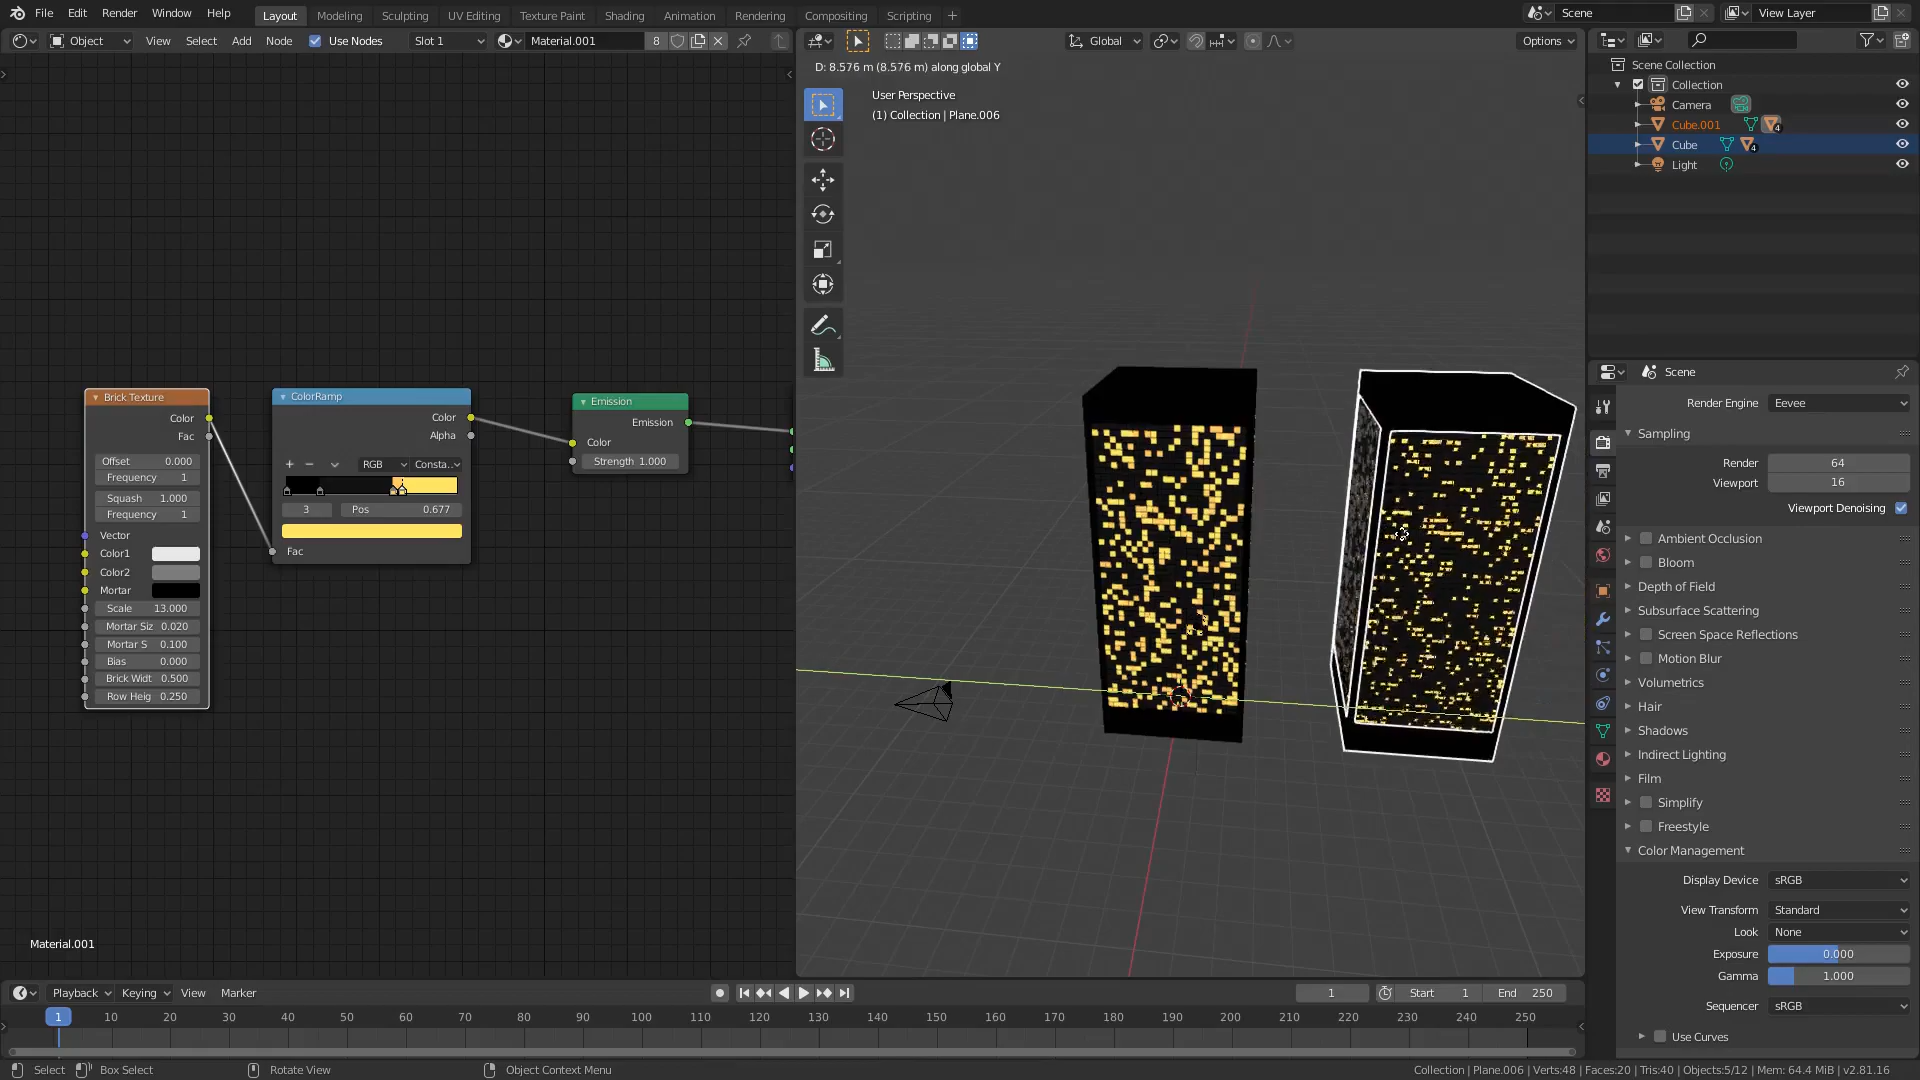 File Edit Render Window Help Layout Modeling Sculpting UV Editing Texture Paint Shading Animation Rendering Compositing Scripting + Scene View Layer
Object View Select Add Node Use Nodes Slot 1 Material.001 8 Global Options
D: 8.576 m (8.576 m) along global Y
User Perspective
(1) Collection | Plane.006
Scene Collection
Collection
Camera
Cube.001 4
Cube 4
Light
Brick Texture
Color
Fac
Offset 0.000
Frequency 1
Squash 1.000
Frequency 1
Vector
Color1
Color2
Mortar
Scale 13.000
Mortar Siz 0.020
Mortar S 0.100
Bias 0.000
Brick Widt 0.500
Row Heig 0.250
ColorRamp
Color
Alpha
RGB Consta..
3 Pos 0.677
Fac
Emission
Emission
Color
Strength 1.000
Material.001
Scene
Render Engine Eevee
Sampling
Render 64
Viewport 16
Viewport Denoising
Ambient Occlusion
Bloom
Depth of Field
Subsurface Scattering
Screen Space Reflections
Motion Blur
Volumetrics
Hair
Shadows
Indirect Lighting
Film
Simplify
Freestyle
Color Management
Display Device sRGB
View Transform Standard
Look None
Exposure 0.000
Gamma 1.000
Sequencer sRGB
Use Curves
Playback Keying View Marker 1 Start 1 End 250
1 10 20 30 40 50 60 70 80 90 100 110 120 130 140 150 160 170 180 190 200 210 220 230 240 250
Select Box Select Rotate View Object Context Menu Collection | Plane.006 | Verts:48 | Faces:20 | Tris:40 | Objects:5/12 | Mem: 64.4 MiB | v2.81.16